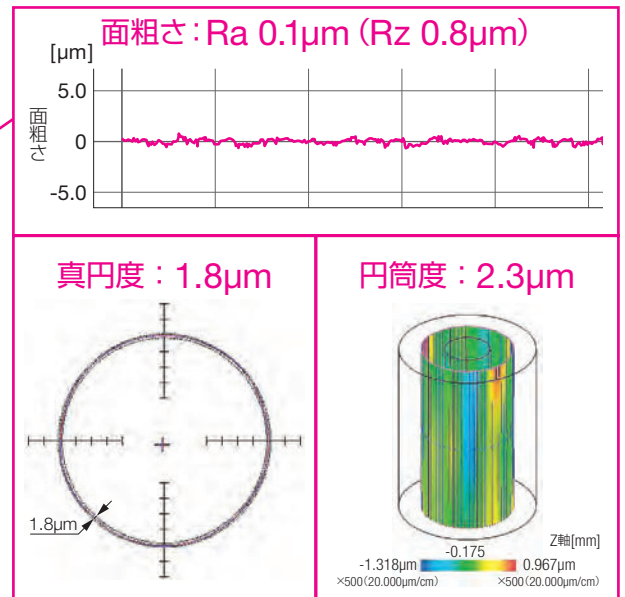 面粗さ：Ra 0.1μm（Rz 0.8μm）
[μm]
5.0
面粗さ
0
-5.0
真円度：1.8μm
1.8μm
円筒度：2.3μm
Z軸[mm]
-0.175
-1.318μm 0.967μm
×500(20.000μm/cm) ×500(20.000μm/cm)